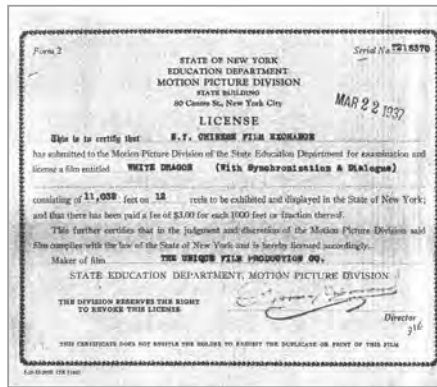 Form 2
Serial No.
STATE OF NEW YORK
EDUCATION DEPARTMENT
MOTION PICTURE DIVISION
STATE BUILDING
80 Centre St., New York City
MAR 22 1937
LICENSE
This is to certify that N.Y. CHINESE FILM EXCHANGE
has submitted to the Motion Picture Division of the State Education Department for examination and
license a film entitled WHITE DRAGON (With Synchronization & Dialogue)
consisting of 11,032 feet on 12 reels to be exhibited and displayed in the State of New York;
and that there has been paid a fee of $3.00 for each 1000 feet or fraction thereof.
This further certifies that in the judgment and discretion of the Motion Picture Division said
film complies with the law of the State of New York and is hereby licensed accordingly.
Maker of film THE UNIQUE FILM PRODUCTION CO.
STATE EDUCATION DEPARTMENT, MOTION PICTURE DIVISION
THE DIVISION RESERVES THE RIGHT
TO REVOKE THIS LICENSE
Director
THIS CERTIFICATE DOES NOT ENTITLE THE HOLDER TO EXHIBIT THE DUPLICATE OR PRINT OF THIS FILM